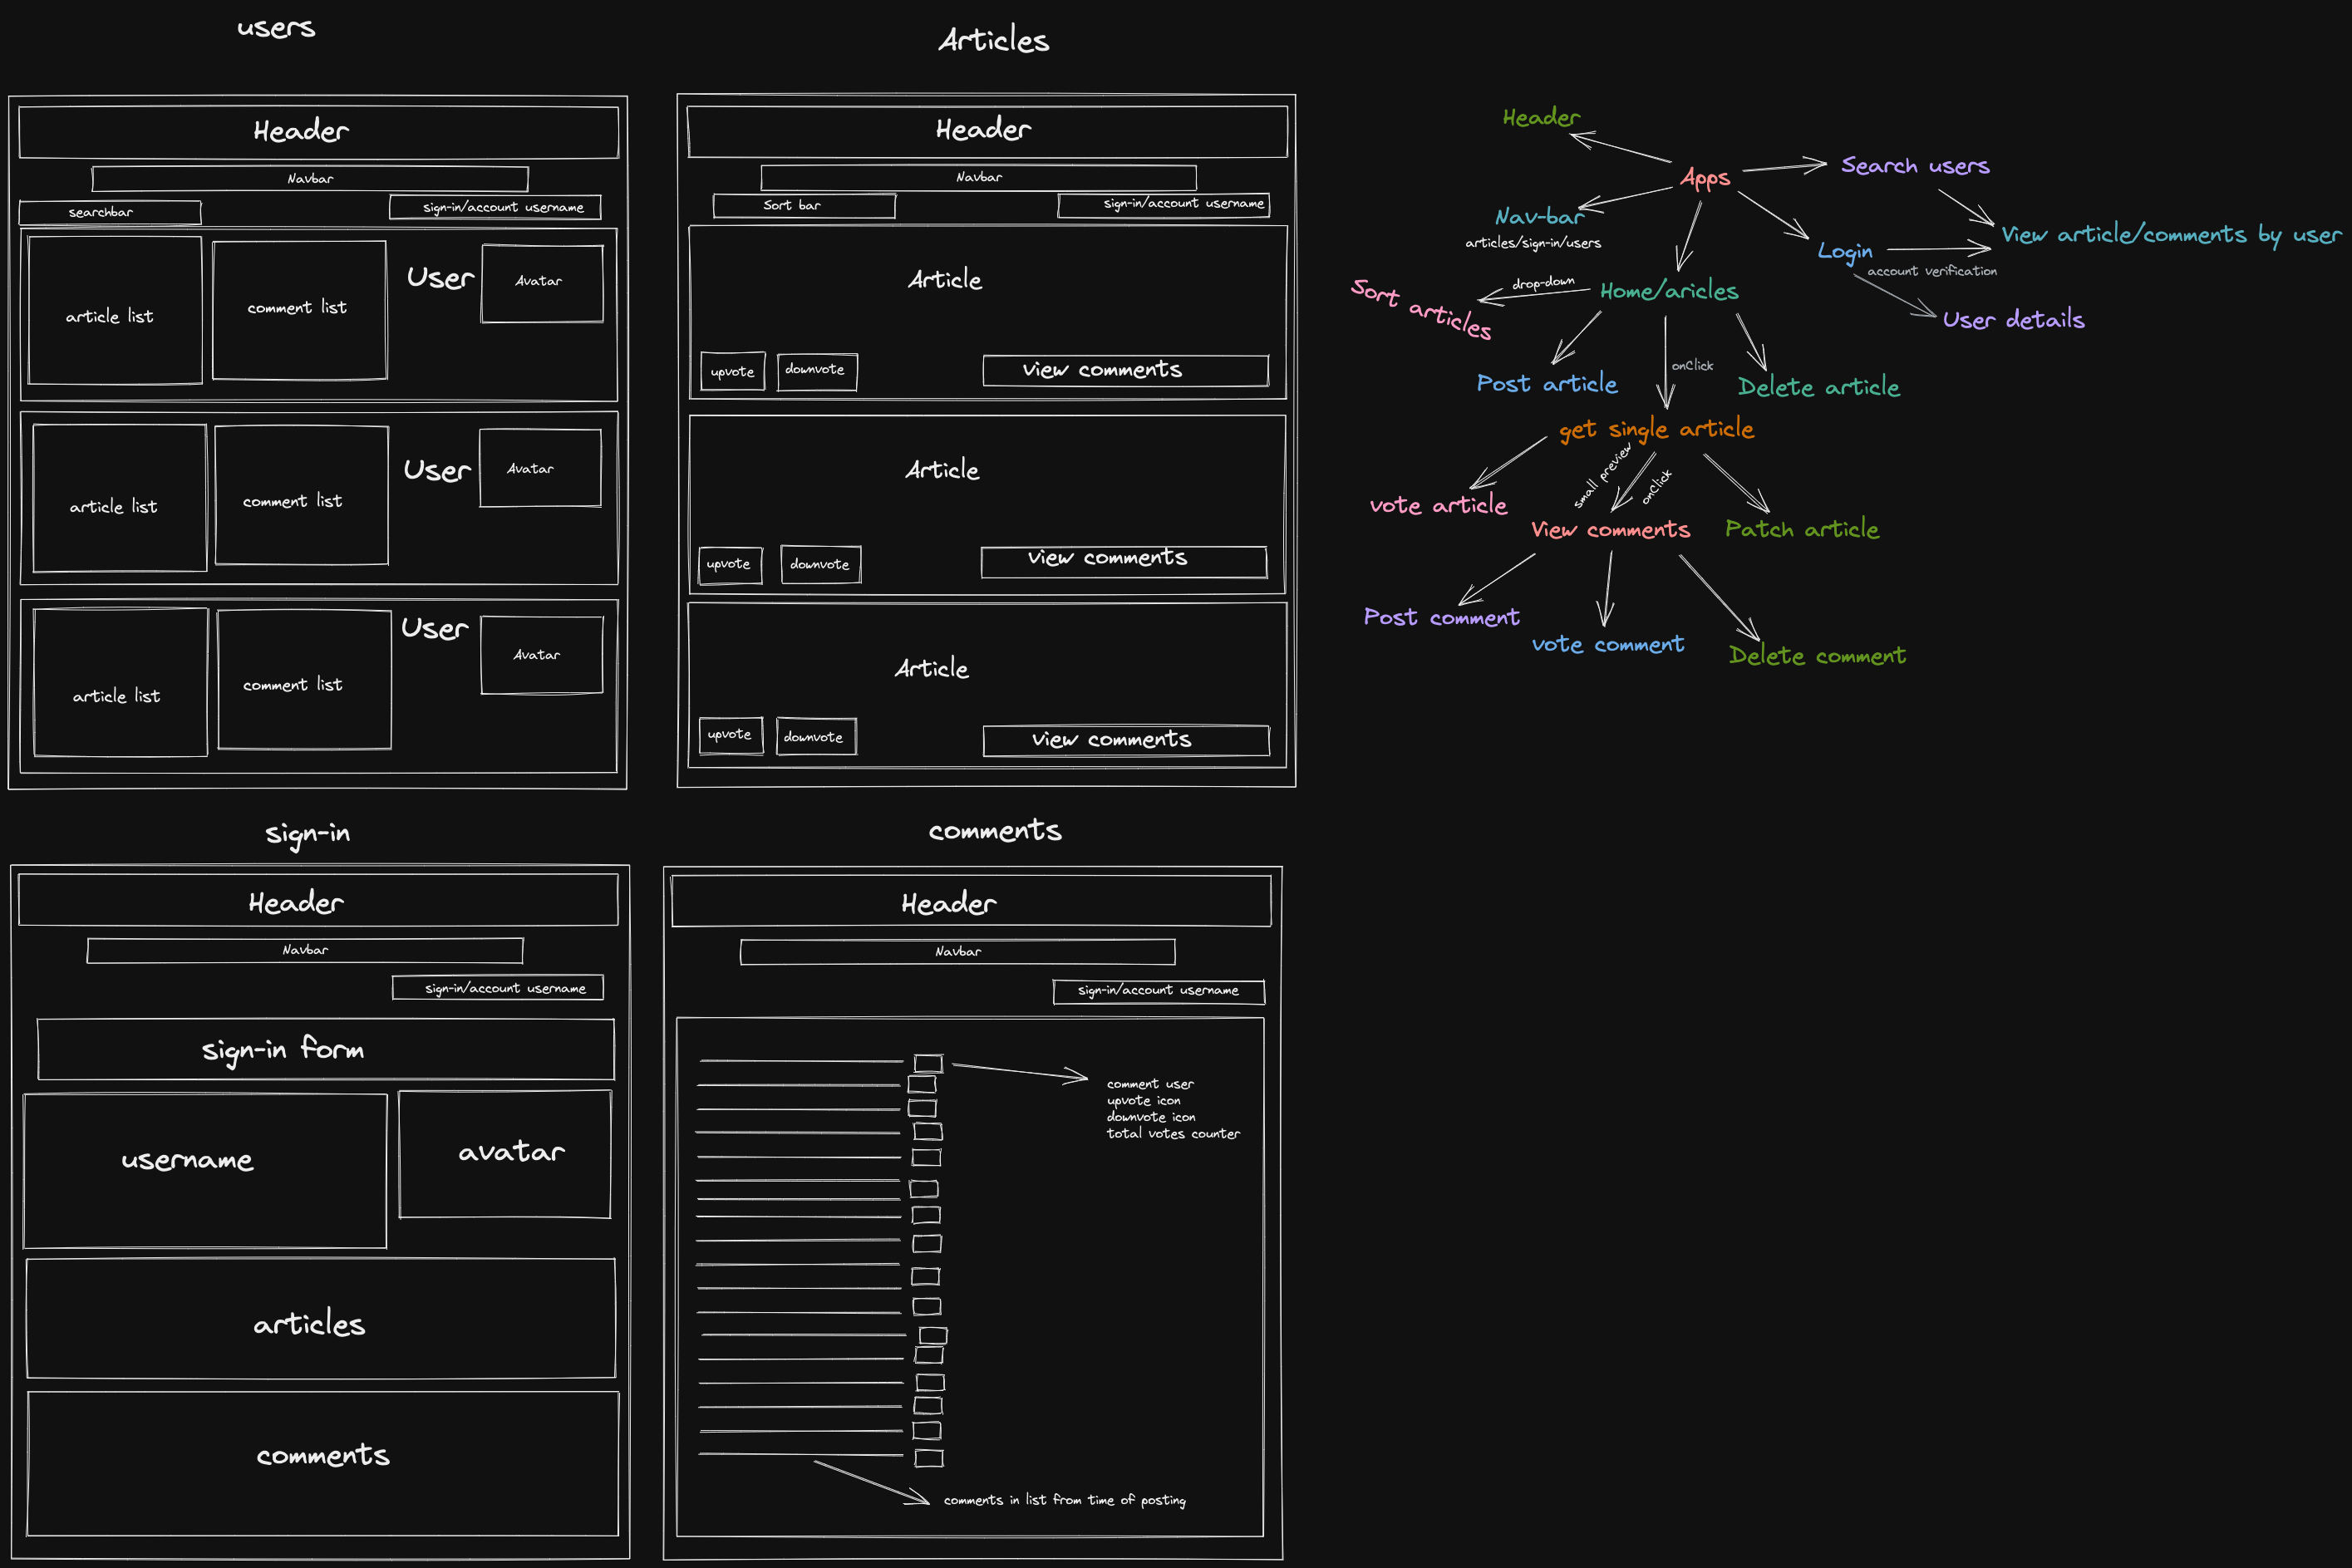 users
Header
Navbar
searchbar
sign-in/account username
article list
comment list
User
Avatar
article list
comment list
User
Avatar
article list
comment list
User
Avatar
Articles
Header
Navbar
Sort bar
sign-in/account username
Article
upvote
downvote
view comments
Article
upvote
downvote
view comments
Article
upvote
downvote
view comments
Header
Apps
Search users
Nav-bar
articles/sign-in/users
View article/comments by user
Login
account verification
User details
drop-down
Home/aricles
Sort articles
onClick
Post article
Delete article
get single article
small preview
onClick
vote article
View comments
Patch article
Post comment
vote comment
Delete comment
sign-in
Header
Navbar
sign-in/account username
sign-in form
username
avatar
articles
comments
comments
Header
Navbar
sign-in/account username
comment user
upvote icon
downvote icon
total votes counter
comments in list from time of posting